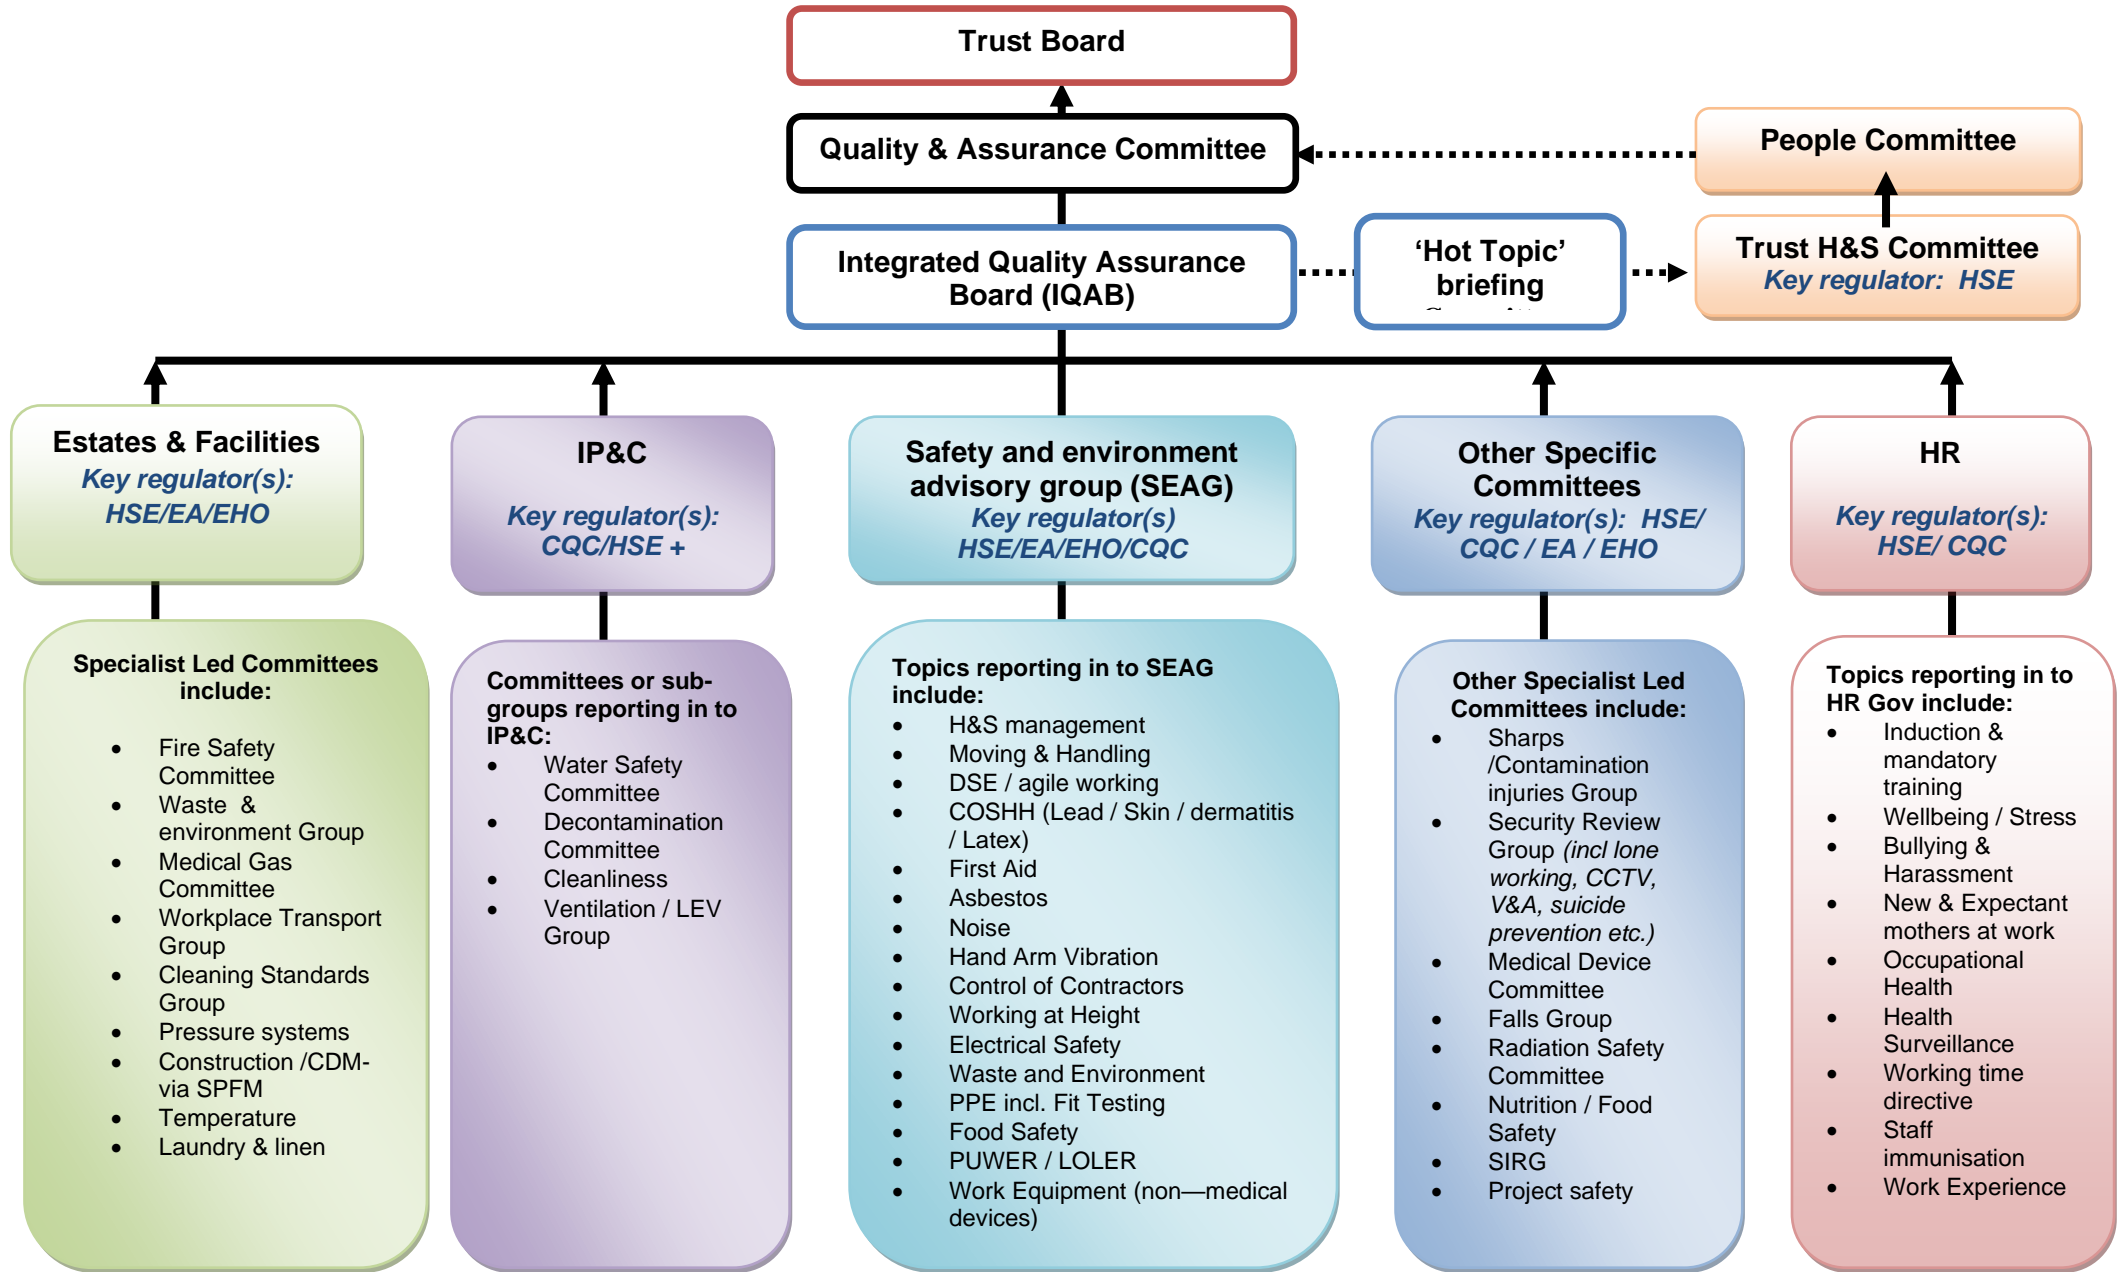 Trust Board
Quality & Assurance Committee
People Committee
Integrated Quality Assurance
Board (IQAB)
‘Hot Topic’
briefing
Trust H&S Committee
Key regulator:  HSE
Estates & Facilities
Key regulator(s):
HSE/EA/EHO
IP&C
Key regulator(s):
CQC/HSE +
Safety and environment
advisory group (SEAG)
Key regulator(s)
HSE/EA/EHO/CQC
Other Specific
Committees
Key regulator(s):  HSE/
CQC / EA / EHO
HR
Key regulator(s):
HSE/ CQC
Specialist Led Committees
include:
• Fire Safety
Committee
• Waste  &
environment Group
• Medical Gas
Committee
• Workplace Transport
Group
• Cleaning Standards
Group
• Pressure systems
• Construction /CDM-
via SPFM
• Temperature
• Laundry & linen
Committees or sub-
groups reporting in to
IP&C:
• Water Safety
Committee
• Decontamination
Committee
• Cleanliness
• Ventilation / LEV
Group
Topics reporting in to SEAG
include:
• H&S management
• Moving & Handling
• DSE / agile working
• COSHH (Lead / Skin / dermatitis
/ Latex)
• First Aid
• Asbestos
• Noise
• Hand Arm Vibration
• Control of Contractors
• Working at Height
• Electrical Safety
• Waste and Environment
• PPE incl. Fit Testing
• Food Safety
• PUWER / LOLER
• Work Equipment (non—medical
devices)
Other Specialist Led
Committees include:
• Sharps
/Contamination
injuries Group
• Security Review
Group (incl lone
working, CCTV,
V&A, suicide
prevention etc.)
• Medical Device
Committee
• Falls Group
• Radiation Safety
Committee
• Nutrition / Food
Safety
• SIRG
• Project safety
Topics reporting in to
HR Gov include:
• Induction &
mandatory
training
• Wellbeing / Stress
• Bullying &
Harassment
• New & Expectant
mothers at work
• Occupational
Health
• Health
Surveillance
• Working time
directive
• Staff
immunisation
• Work Experience